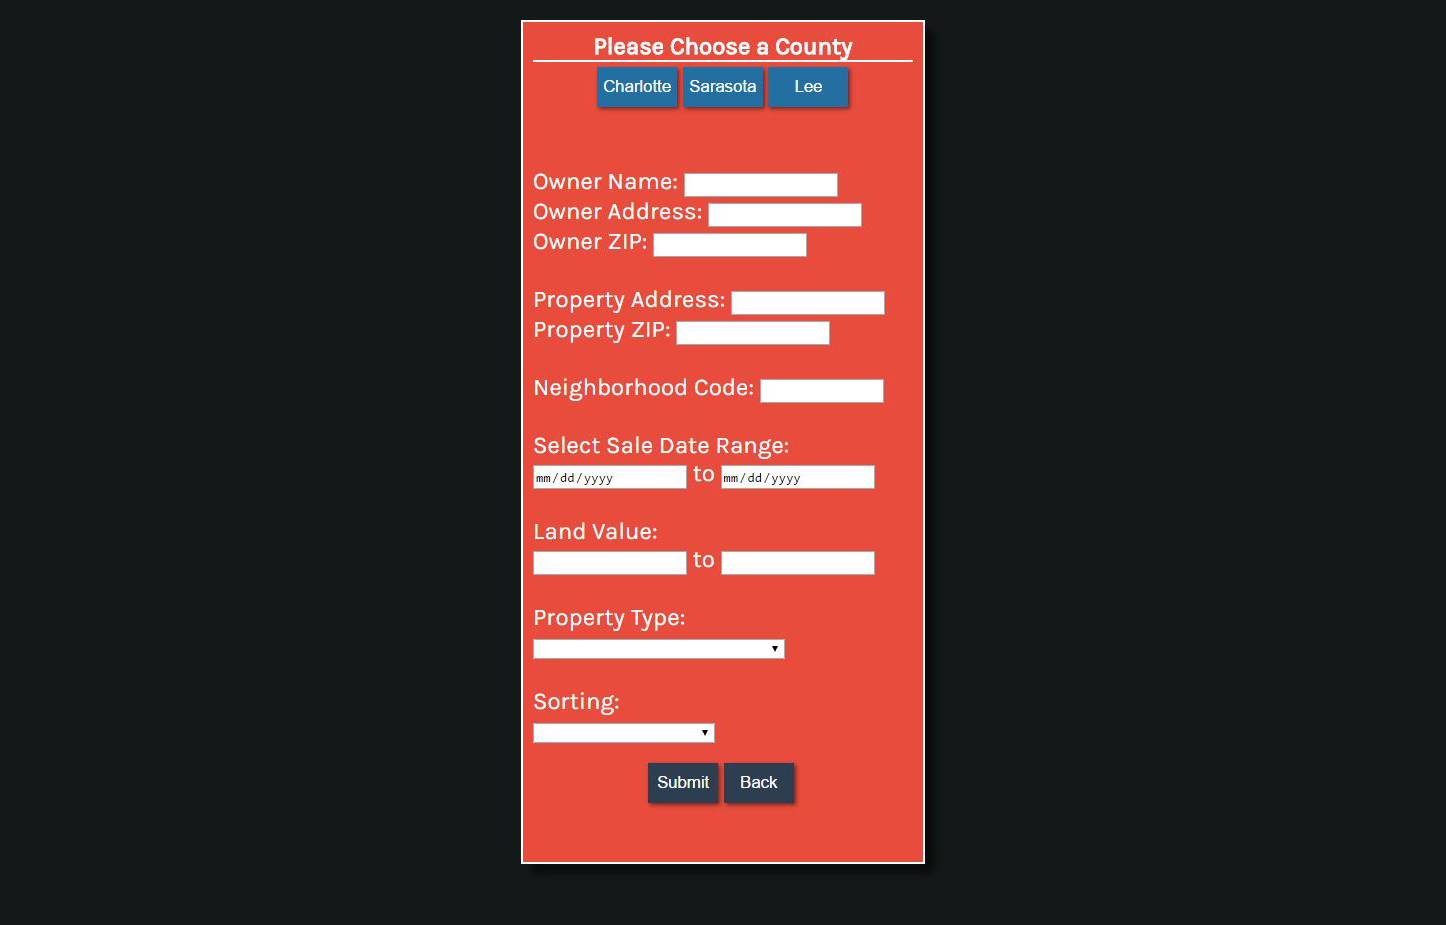 Please Choose a County
Charlotte Sarasota Lee
Owner Name:
Owner Address:
Owner ZIP:
Property Address:
Property ZIP:
Neighborhood Code:
Select Sale Date Range:
mm/dd/yyyy to mm/dd/yyyy
Land Value:
to
Property Type:
Sorting:
Submit Back